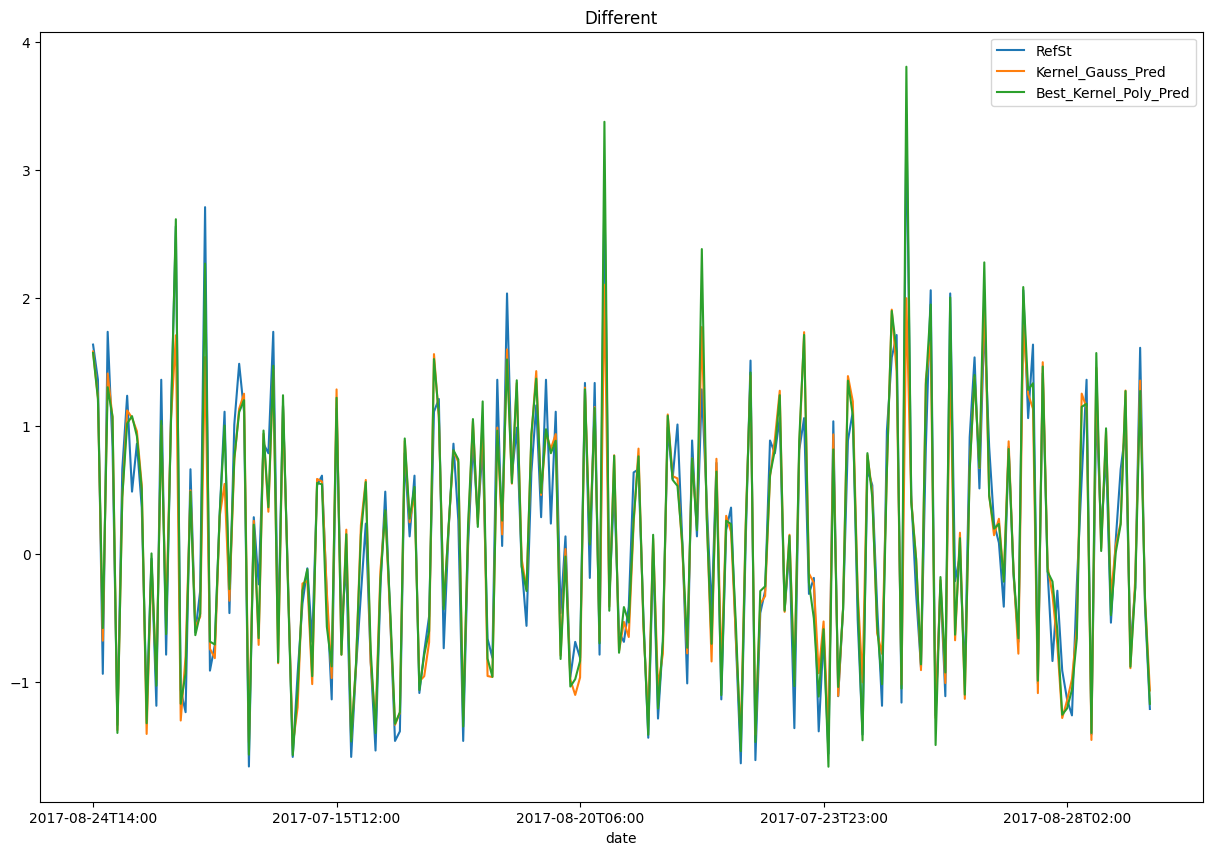 Different
RefSt
Kernel_Gauss_Pred
Best_Kernel_Poly_Pred
4
3
2
1
0
−1
2017-08-24T14:00
2017-07-15T12:00
2017-08-20T06:00
2017-07-23T23:00
2017-08-28T02:00
date